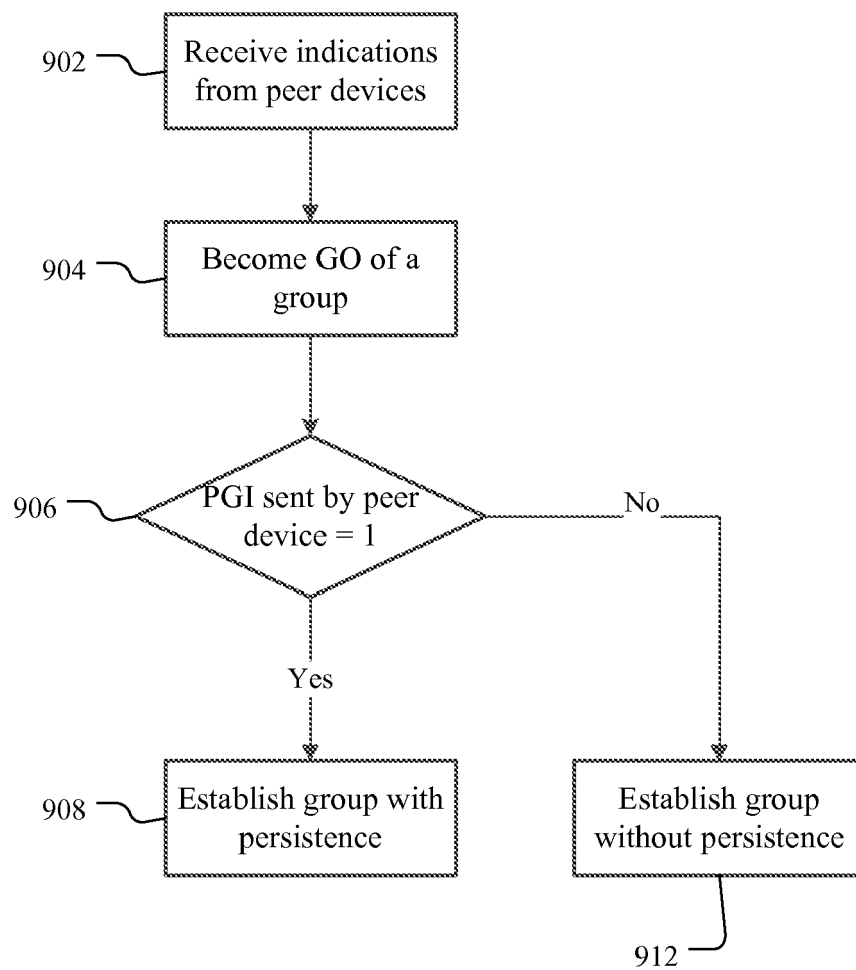 902
Receive indications
from peer devices
904
Become GO of a
group
906
PGI sent by peer
device = 1
No
Yes
908
Establish group with
persistence
Establish group
without persistence
912